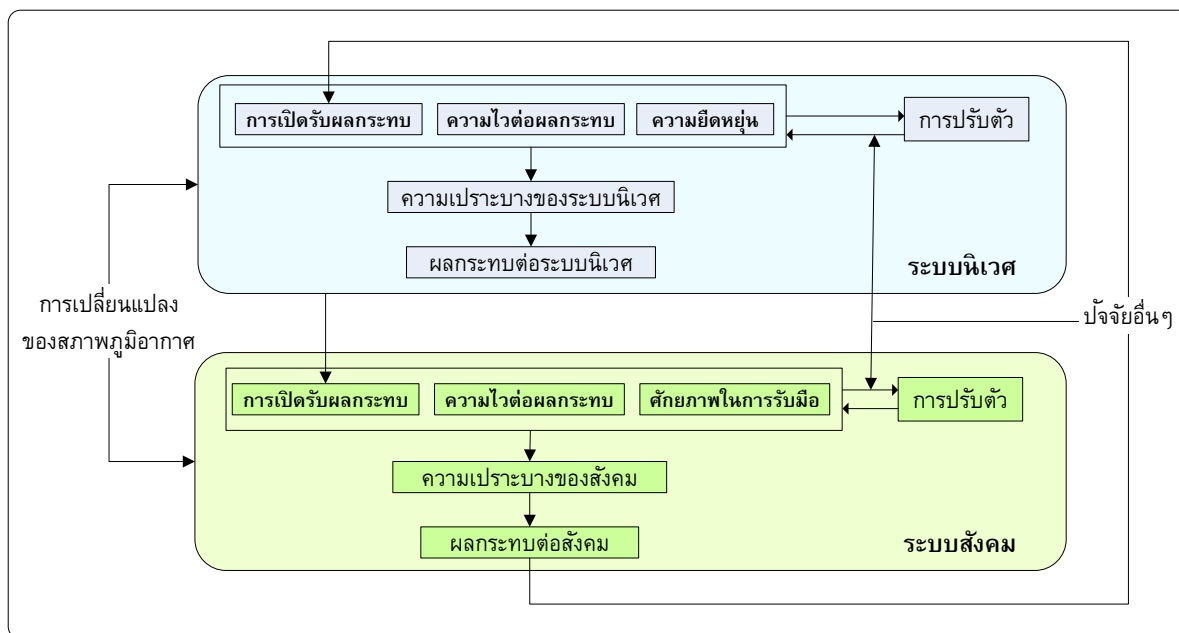 การเปิดรับผลกระทบ
ความไวต่อผลกระทบ
ความยืดหยุ่น
การปรับตัว
ความเปราะบางของระบบนิเวศ
ผลกระทบต่อระบบนิเวศ
ระบบนิเวศ
การเปลี่ยนแปลง
ของสภาพภูมิอากาศ
ปัจจัยอื่นๆ
การเปิดรับผลกระทบ
ความไวต่อผลกระทบ
ศักยภาพในการรับมือ
การปรับตัว
ความเปราะบางของสังคม
ผลกระทบต่อสังคม
ระบบสังคม